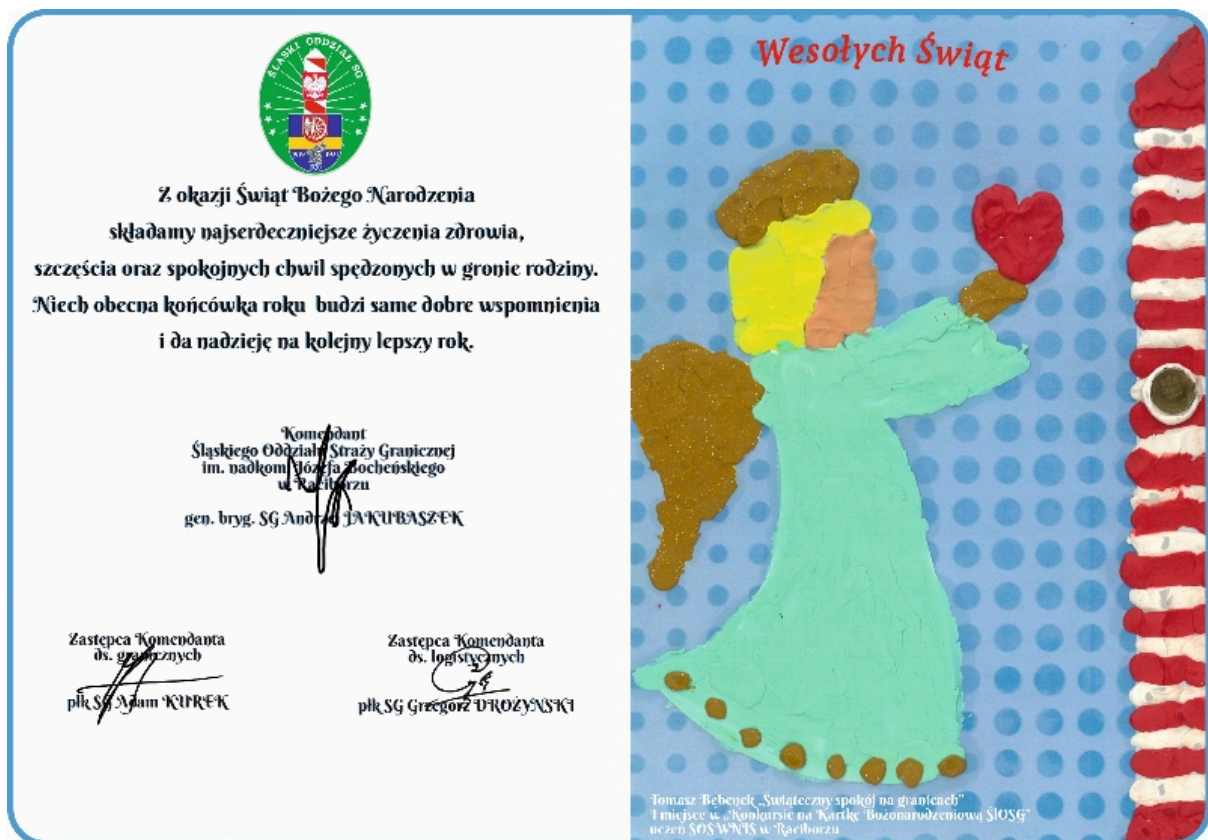 ŚLĄSKI ODDZIAŁ SG
Z okazji Świąt Bożego Narodzenia
składamy najserdeczniejsze życzenia zdrowia,
szczęścia oraz spokojnych chwil spędzonych w gronie rodziny.
Niech obecna końcówka roku budzi same dobre wspomnienia
i da nadzieję na kolejny lepszy rok.
Komendant
Śląskiego Oddziału Straży Granicznej
im. nadkom. Józefa Bocheńskiego
w Raciborzu
gen. bryg. SG Andrzej JAKUBASZEK
Zastępca Komendanta
ds. granicznych
płk SG Adam KUREK
Zastępca Komendanta
ds. logistycznych
płk SG Grzegorz DROŻYŃSKI
Wesołych Świąt
Tomasz "Świąteczny spokój na granicach"
I miejsce w „Konkursie na Kartkę Bożonarodzeniową ŚlOSG"
uczeń SOSWNIS w Raciborzu